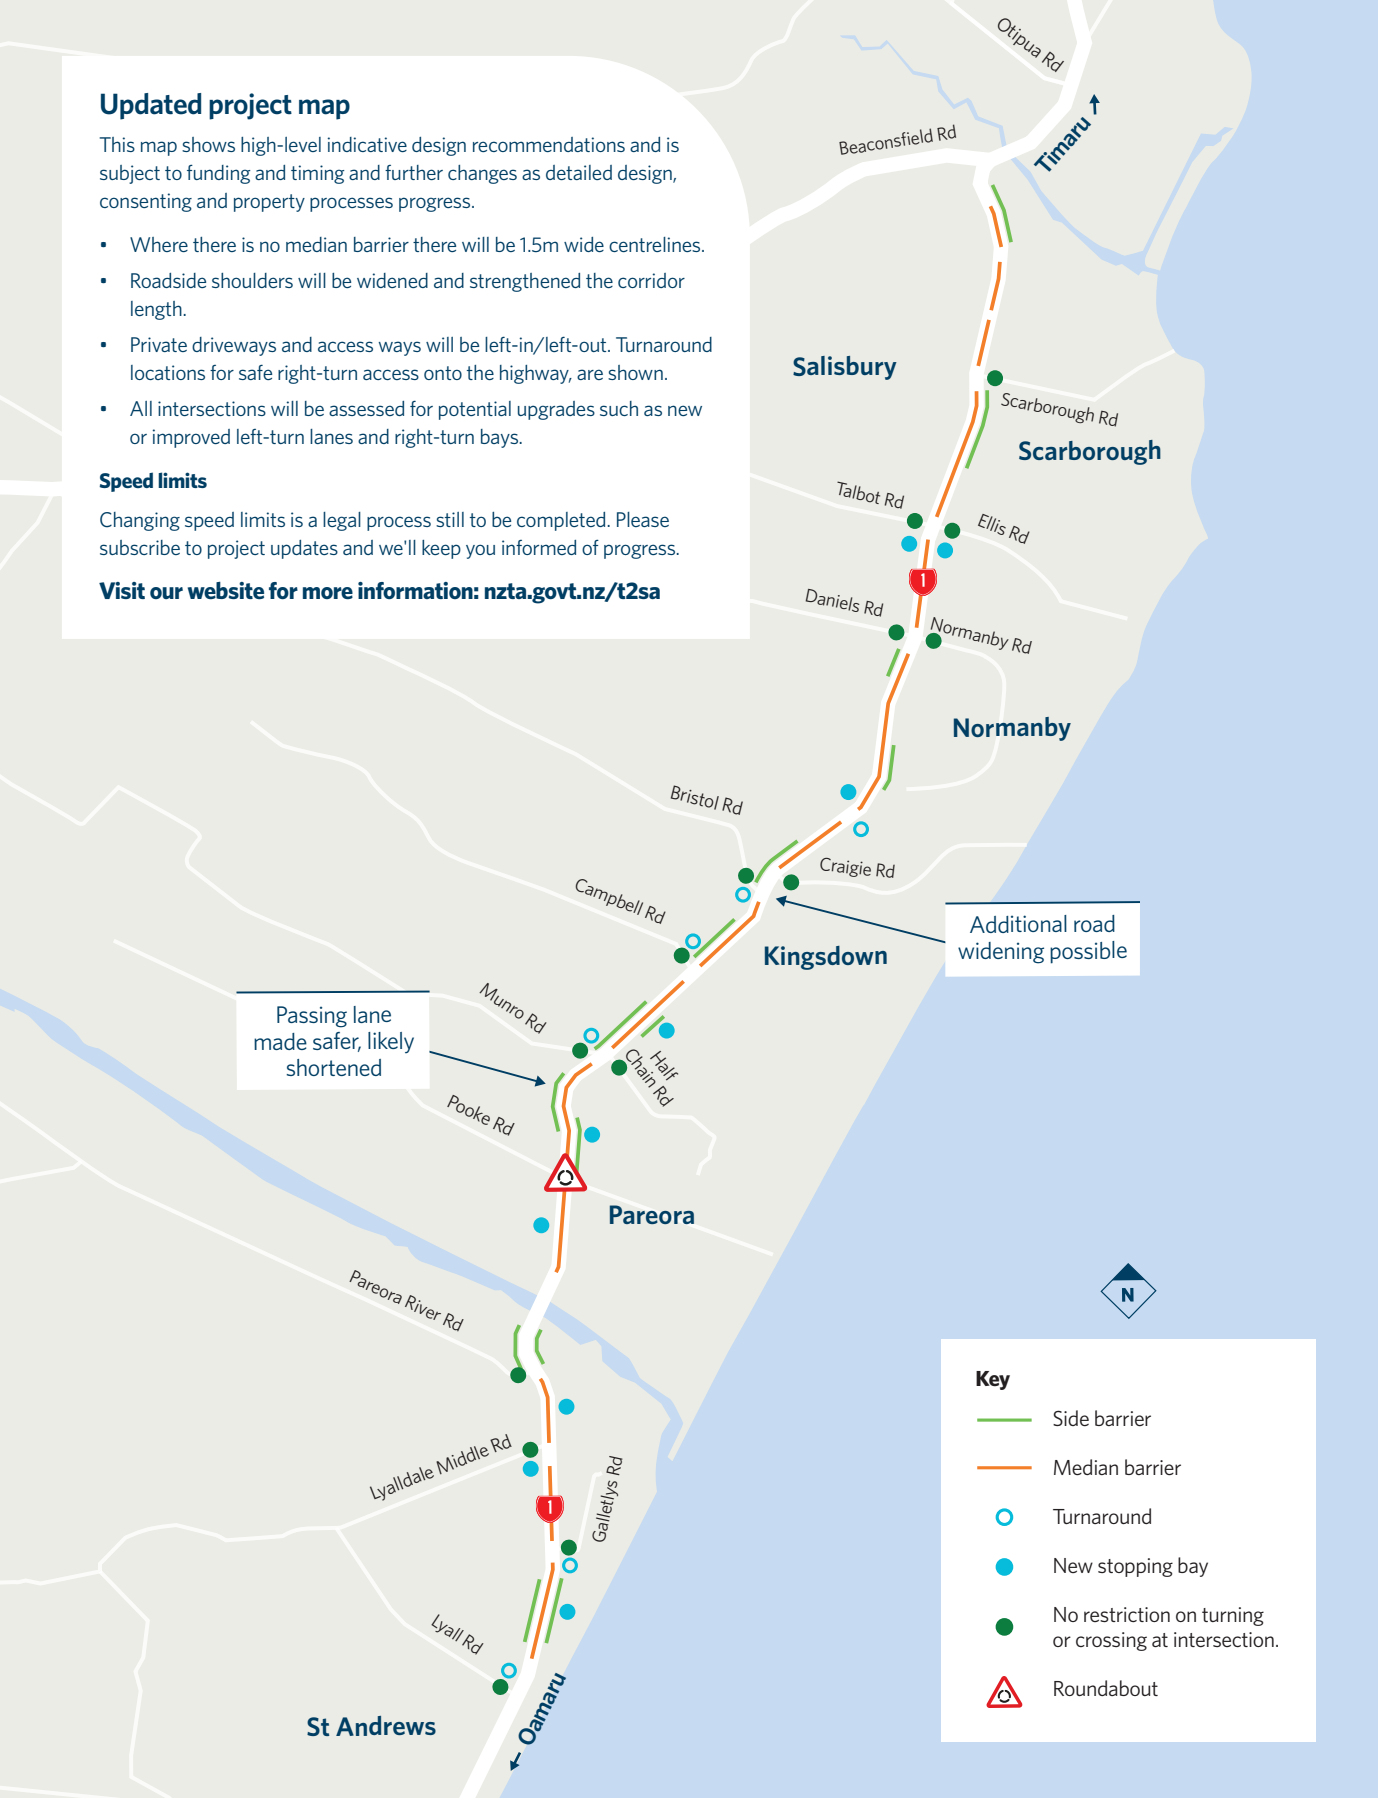 Updated project map
This map shows high-level indicative design recommendations and is
subject to funding and timing and further changes as detailed design,
consenting and property processes progress.
• Where there is no median barrier there will be 1.5m wide centrelines.
• Roadside shoulders will be widened and strengthened the corridor
length.
• Private driveways and access ways will be left-in/left-out. Turnaround
locations for safe right-turn access onto the highway, are shown.
• All intersections will be assessed for potential upgrades such as new
or improved left-turn lanes and right-turn bays.
Speed limits
Changing speed limits is a legal process still to be completed. Please
subscribe to project updates and we'll keep you informed of progress.
Visit our website for more information: nzta.govt.nz/t2sa
Otipua Rd
Beaconsfield Rd
Timaru
Salisbury
Scarborough Rd
Scarborough
Talbot Rd
Ellis Rd
1
Daniels Rd
Normanby Rd
Normanby
Bristol Rd
Craigie Rd
Campbell Rd
Additional road
widening possible
Kingsdown
Munro Rd
Passing lane
made safer, likely
shortened
Half
Chain Rd
Pooke Rd
Pareora
Pareora River Rd
Lyalldale Middle Rd
Galletlys Rd
1
Lyall Rd
Oamaru
St Andrews
N
Key
Side barrier
Median barrier
Turnaround
New stopping bay
No restriction on turning
or crossing at intersection.
Roundabout